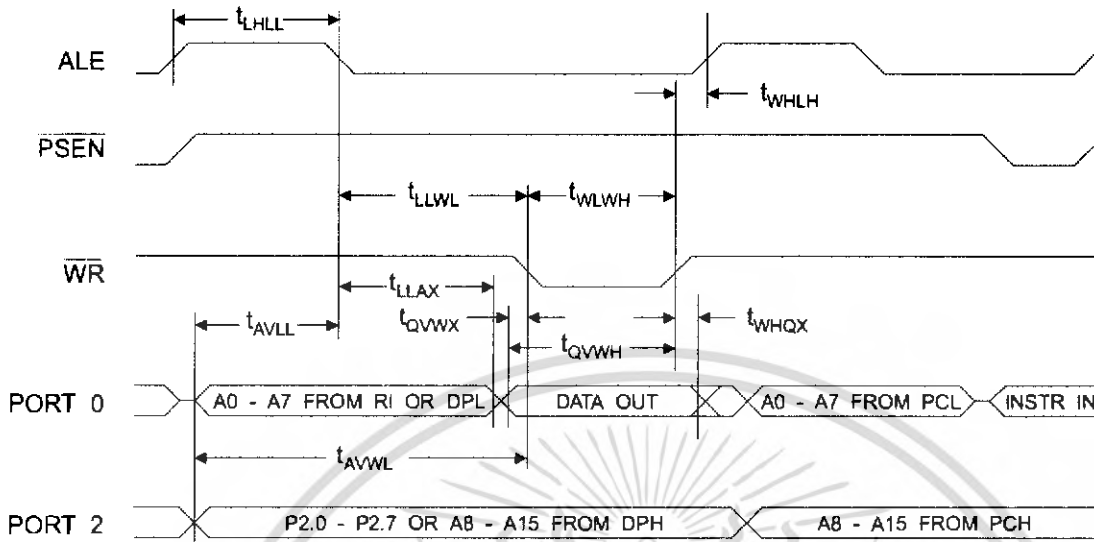 tLHLL
ALE
tWHLH
PSEN
tLLWL
tWLWH
WR
tLLAX
tAVLL
tQVWX
tWHQX
tQVWH
PORT 0
A0 - A7 FROM RI OR DPL
DATA OUT
A0 - A7 FROM PCL
INSTR IN
tAVWL
PORT 2
P2.0 - P2.7 OR A8 - A15 FROM DPH
A8 - A15 FROM PCH